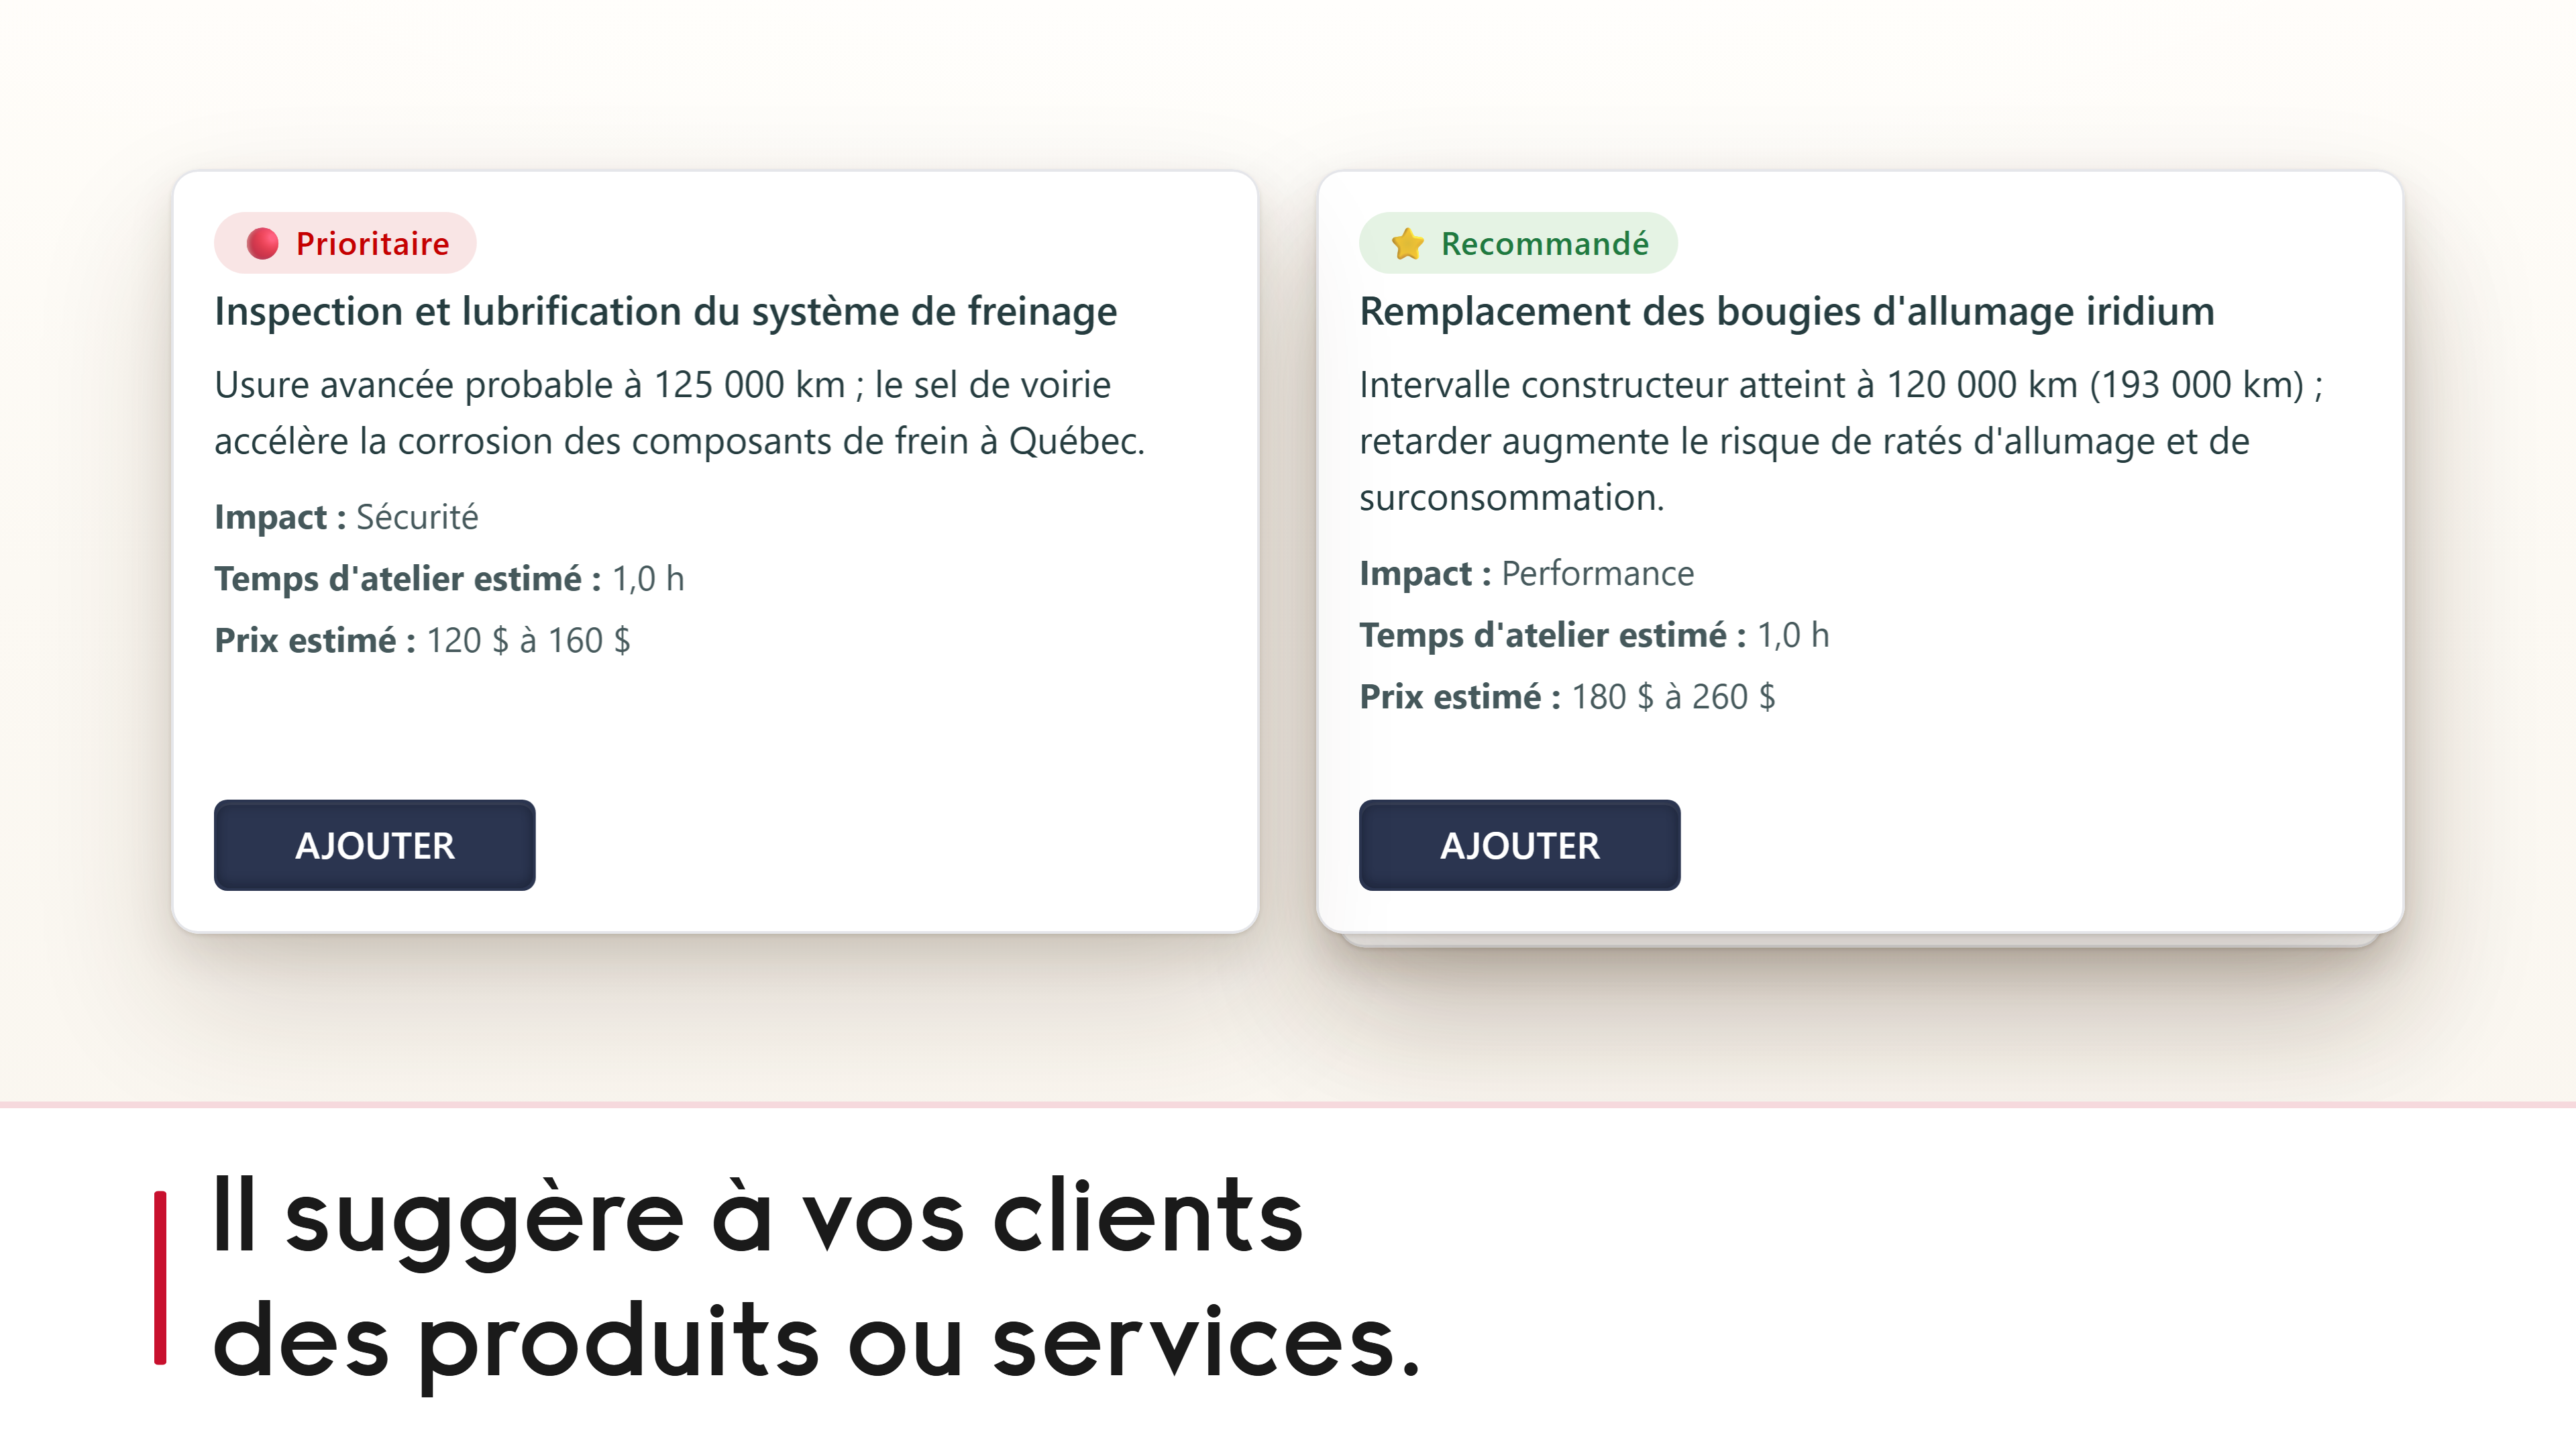 Prioritaire
Inspection et lubrification du système de freinage
Usure avancée probable à 125 000 km ; le sel de voirie
accélère la corrosion des composants de frein à Québec.
Impact : Sécurité
Temps d'atelier estimé : 1,0 h
Prix estimé : 120 $ à 160 $
AJOUTER
Recommandé
Remplacement des bougies d'allumage iridium
Intervalle constructeur atteint à 120 000 km (193 000 km) ;
retarder augmente le risque de ratés d'allumage et de
surconsommation.
Impact : Performance
Temps d'atelier estimé : 1,0 h
Prix estimé : 180 $ à 260 $
AJOUTER
Il suggère à vos clients
des produits ou services.